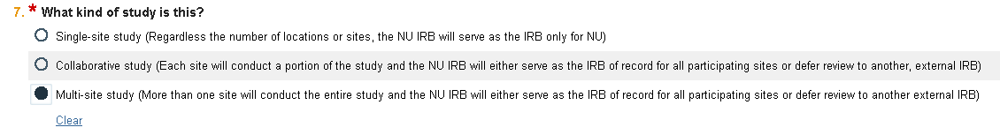 7. * What kind of study is this?
Single-site study (Regardless the number of locations or sites, the NU IRB will serve as the IRB only for NU)
Collaborative study (Each site will conduct a portion of the study and the NU IRB will either serve as the IRB of record for all participating sites or defer review to another, external IRB)
Multi-site study (More than one site will conduct the entire study and the NU IRB will either serve as the IRB of record for all participating sites or defer review to another external IRB)
Clear